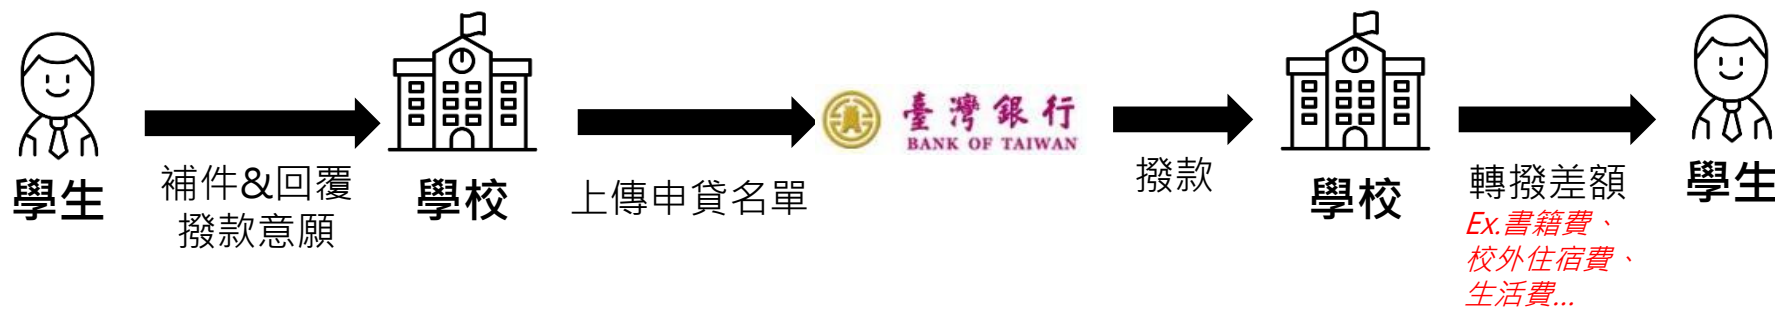 學生
補件&回覆
撥款意願
學校
上傳申貸名單
臺灣銀行
BANK OF TAIWAN
撥款
學校
轉撥差額
Ex.書籍費、
校外住宿費、
生活費...
學生